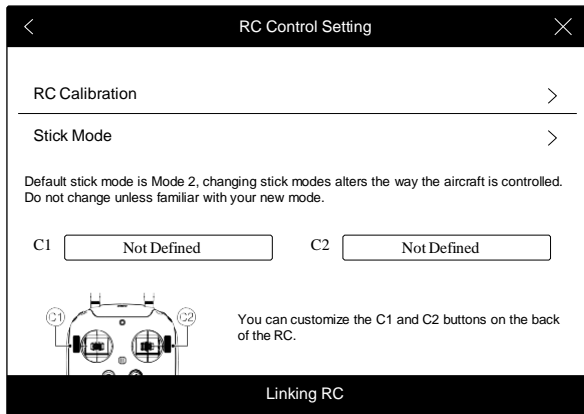 RC Control Setting
RC Calibration
Stick Mode
Default stick mode is Mode 2, changing stick modes alters the way the aircraft is controlled.
Do not change unless familiar with your new mode.
C1 Not Defined C2 Not Defined
C1 C2
You can customize the C1 and C2 buttons on the back
of the RC.
Linking RC